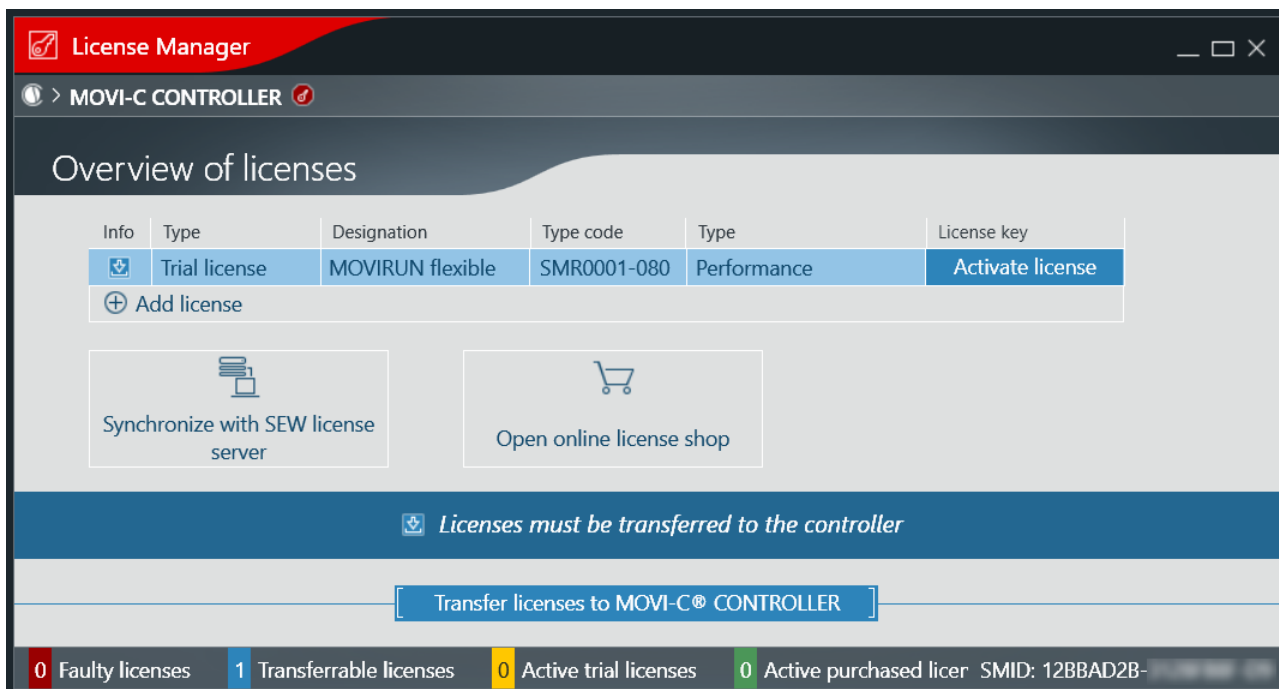 License Manager
> MOVI-C CONTROLLER
Overview of licenses
Info Type Designation Type code Type License key
Trial license MOVIRUN flexible SMR0001-080 Performance Activate license
Add license
Synchronize with SEW license
server
Open online license shop
Licenses must be transferred to the controller
Transfer licenses to MOVI-C® CONTROLLER
0 Faulty licenses 1 Transferrable licenses 0 Active trial licenses 0 Active purchased licer SMID: 12BBAD2B-